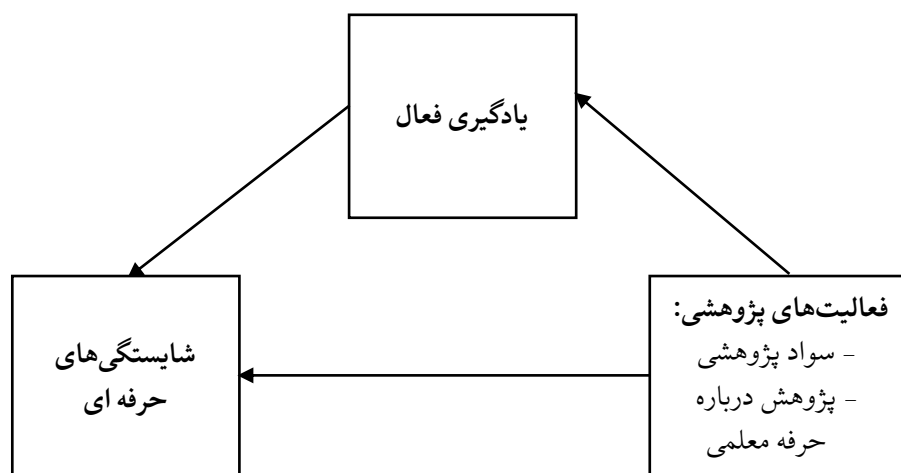 یادگیری فعال
فعالیت‌های پژوهشی:
- سواد پژوهشی
- پژوهش درباره
حرفه معلمی
شایستگی‌های
حرفه ای